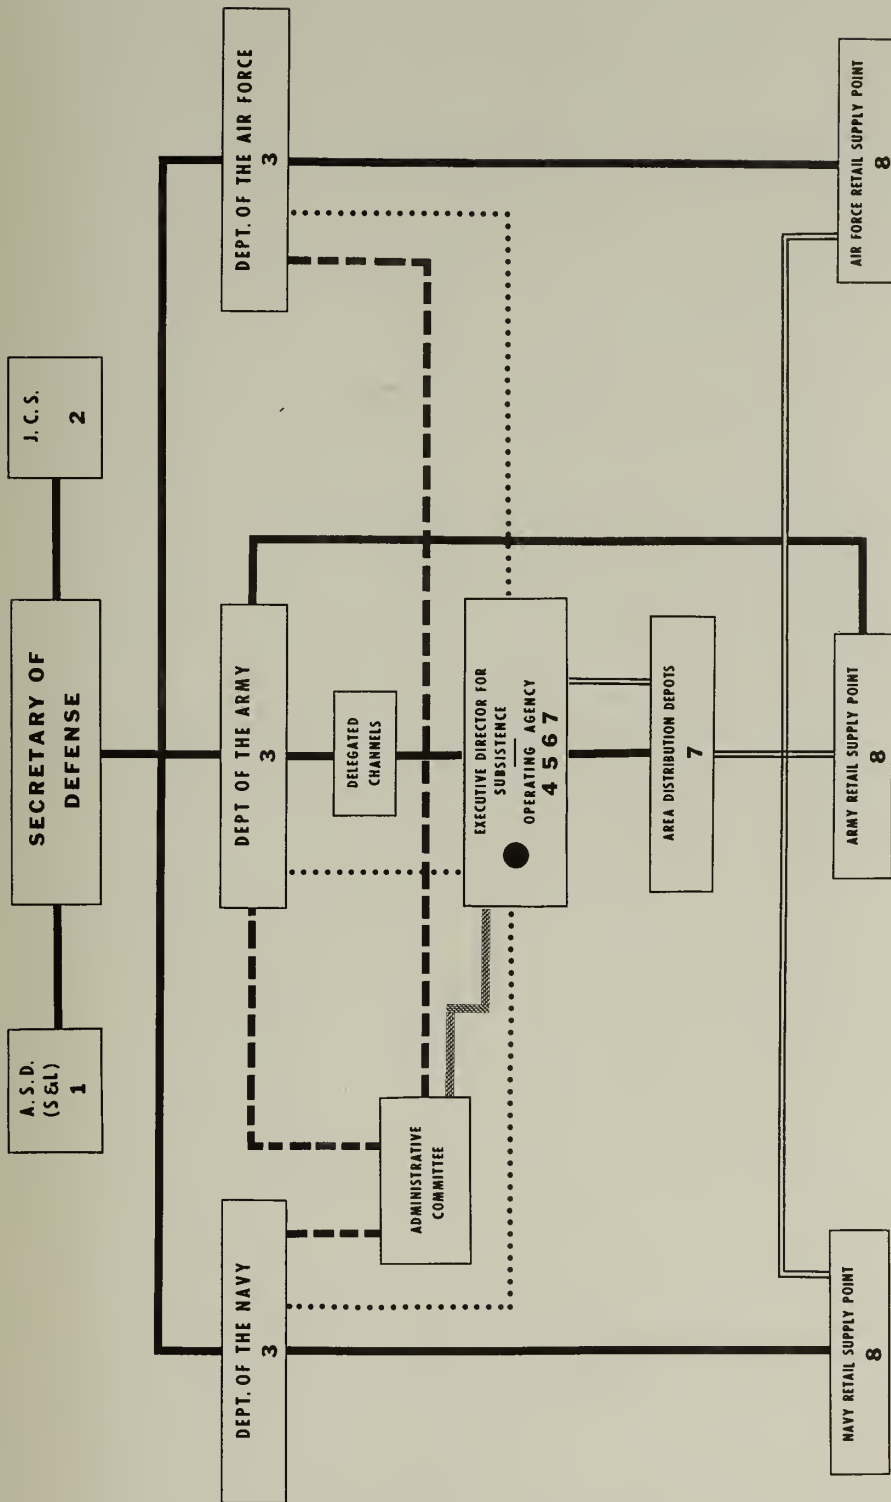 SECRETARY OF
DEFENSE
A.S.D.
(S &L)
1
J.C.S.
2
DEPT. OF THE NAVY
3
DEPT OF THE ARMY
3
DEPT. OF THE AIR FORCE
3
DELEGATED
CHANNELS
ADMINISTRATIVE
COMMITTEE
EXECUTIVE DIRECTOR FOR
SUBSISTENCE
OPERATING AGENCY
4 5 6 7
AREA DISTRIBUTION DEPOTS
7
NAVY RETAIL SUPPLY POINT
8
ARMY RETAIL SUPPLY POINT
8
AIR FORCE RETAIL SUPPLY POINT
8